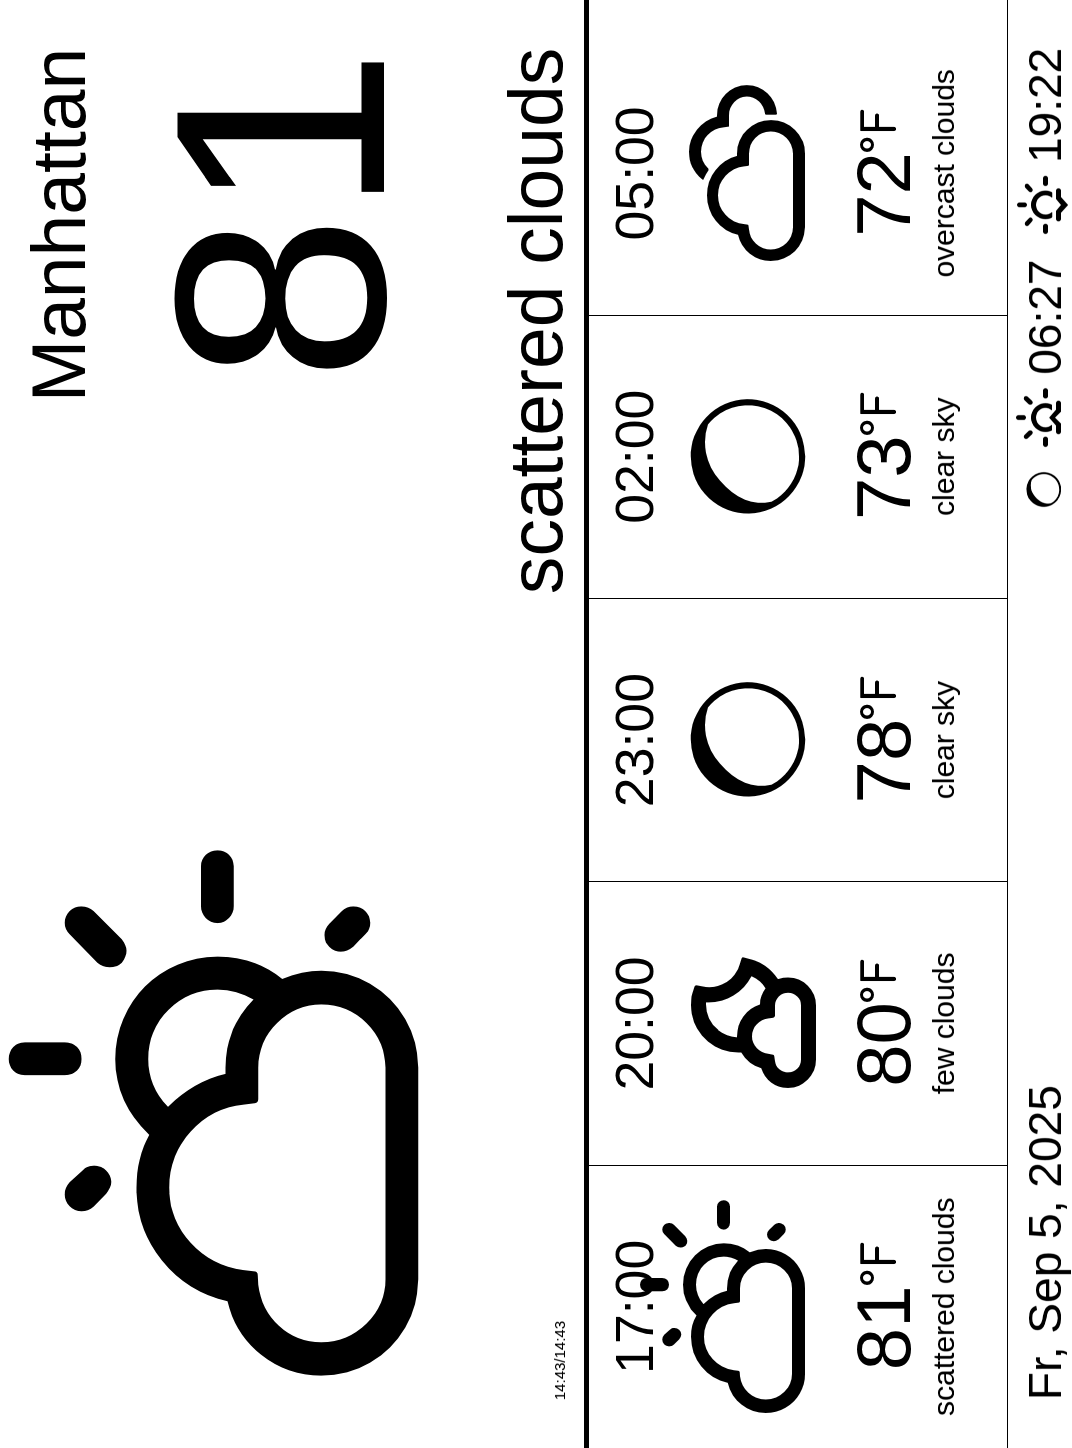 Manhattan
81
scattered clouds
14:43/14:43
17:00
20:00
23:00
02:00
05:00
81°F
80°F
78°F
73°F
72°F
scattered clouds
few clouds
clear sky
clear sky
overcast clouds
Fr, Sep 5, 2025
06:27
19:22